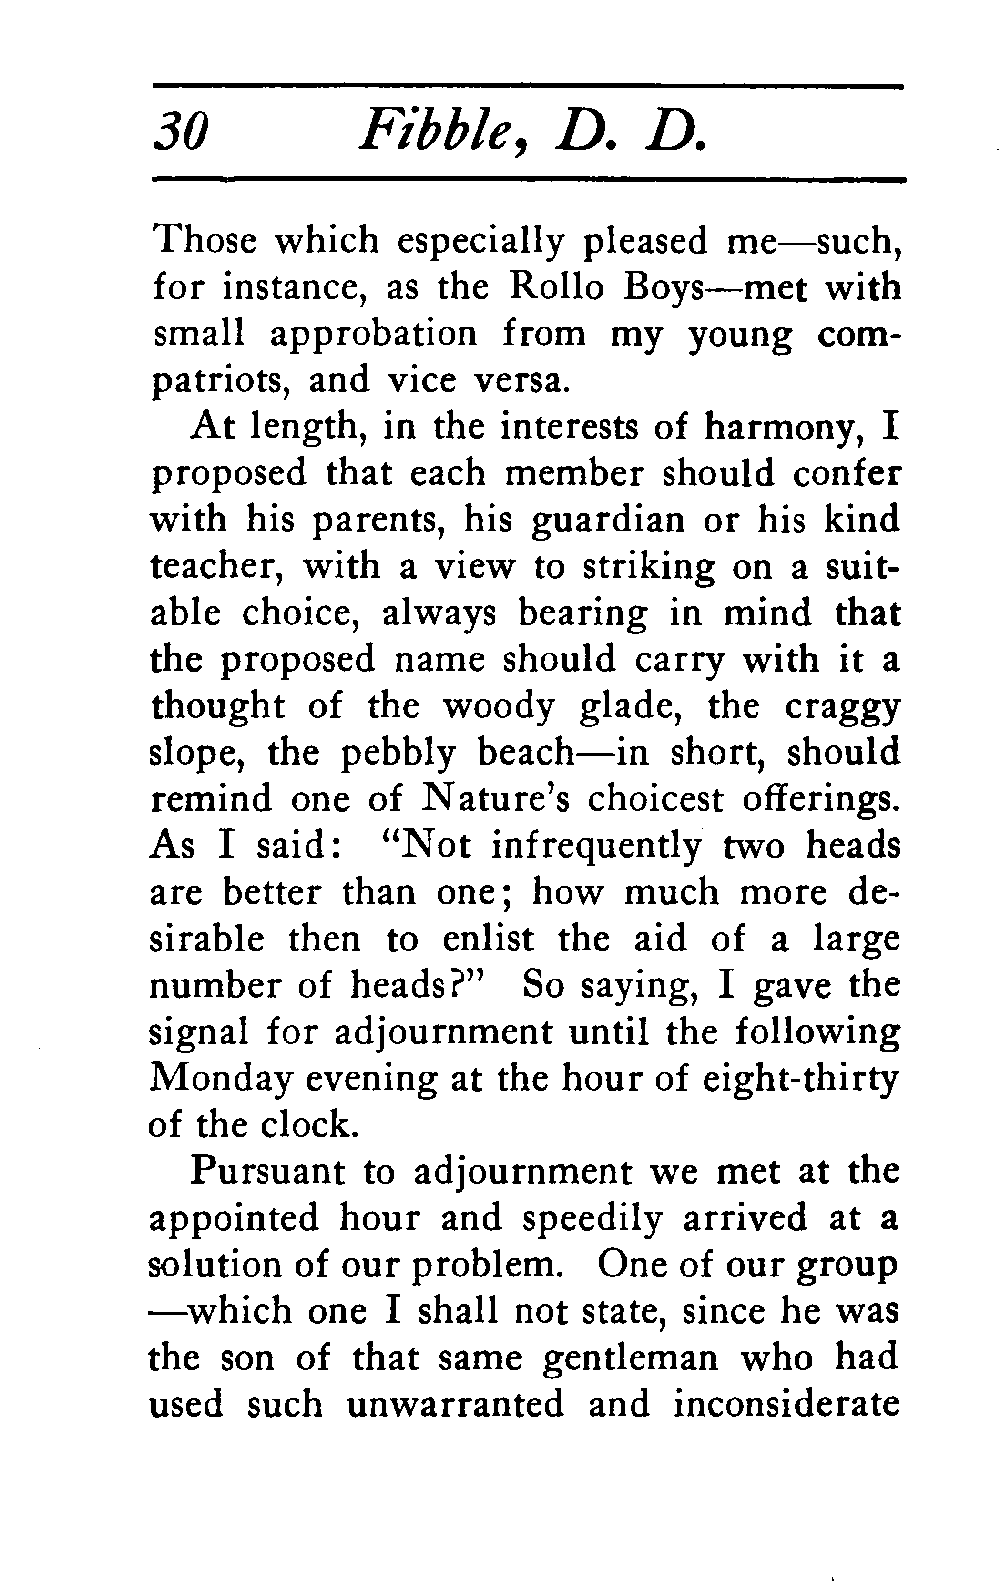 30 Fibble, D. D.
Those which especially pleased me—such,
for instance, as the Rollo Boys—met with
small approbation from my young com-
patriots, and vice versa.
At length, in the interests of harmony, I
proposed that each member should confer
with his parents, his guardian or his kind
teacher, with a view to striking on a suit-
able choice, always bearing in mind that
the proposed name should carry with it a
thought of the woody glade, the craggy
slope, the pebbly beach—in short, should
remind one of Nature's choicest offerings.
As I said: "Not infrequently two heads
are better than one; how much more de-
sirable then to enlist the aid of a large
number of heads?" So saying, I gave the
signal for adjournment until the following
Monday evening at the hour of eight-thirty
of the clock.
Pursuant to adjournment we met at the
appointed hour and speedily arrived at a
solution of our problem. One of our group
—which one I shall not state, since he was
the son of that same gentleman who had
used such unwarranted and inconsiderate